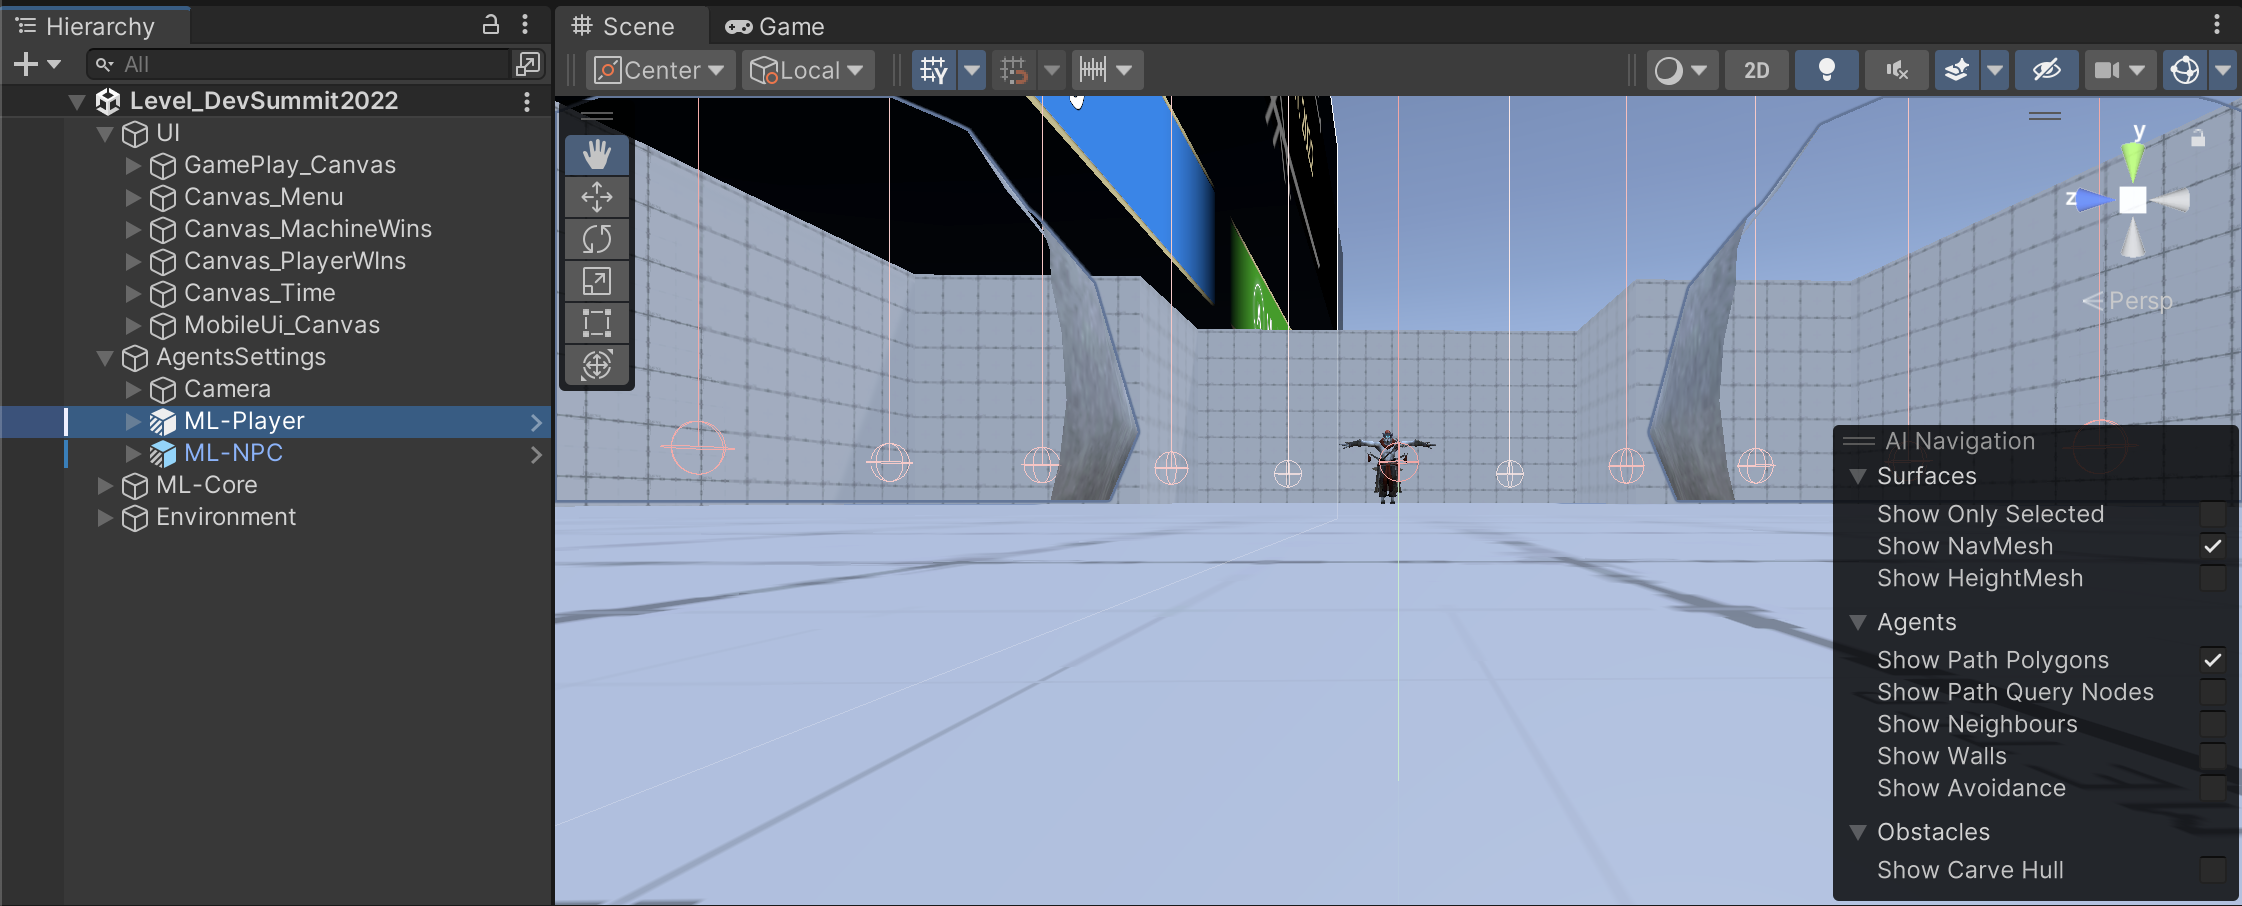 Hierarchy
All
Level_DevSummit2022
UI
GamePlay_Canvas
Canvas_Menu
Canvas_MachineWins
Canvas_PlayerWIns
Canvas_Time
MobileUi_Canvas
AgentsSettings
Camera
ML-Player
ML-NPC
ML-Core
Environment
Scene
Game
Center
Local
2D
y
z
Persp
AI Navigation
Surfaces
Show Only Selected
Show NavMesh
Show HeightMesh
Agents
Show Path Polygons
Show Path Query Nodes
Show Neighbours
Show Walls
Show Avoidance
Obstacles
Show Carve Hull